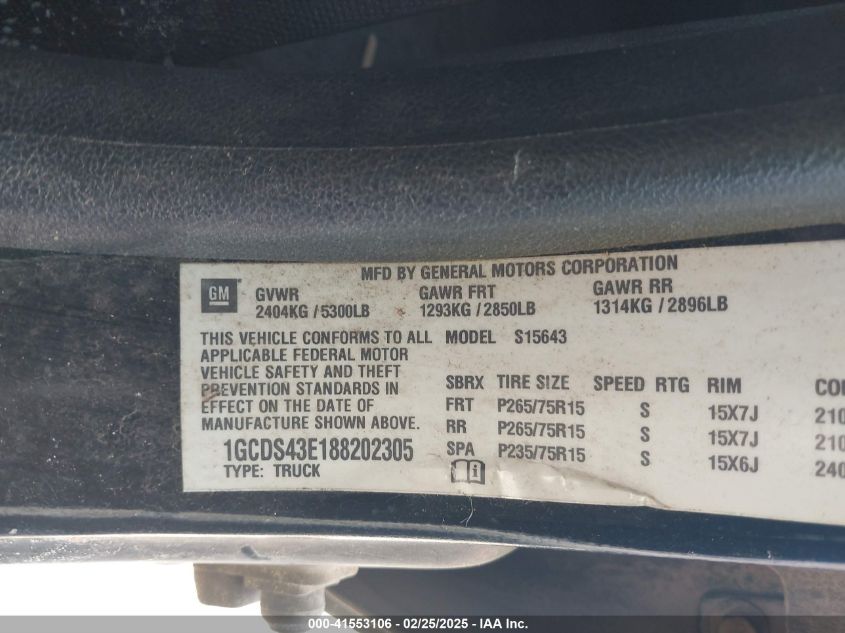 MFD BY GENERAL MOTORS CORPORATION
GM GVWR GAWR FRT GAWR RR
2404KG / 5300LB 1293KG / 2850LB 1314KG / 2896LB
THIS VEHICLE CONFORMS TO ALL MODEL S15643
APPLICABLE FEDERAL MOTOR
VEHICLE SAFETY AND THEFT
PREVENTION STANDARDS IN
EFFECT ON THE DATE OF
MANUFACTURE SHOWN ABOVE.
SBRX TIRE SIZE SPEED RTG RIM
FRT P265/75R15 S 15X7J 210
RR P265/75R15 S 15X7J 210
SPA P235/75R15 S 15X6J 240
1GCDS43E188202305
TYPE: TRUCK
000-41553106 - 02/25/2025 - IAA Inc.